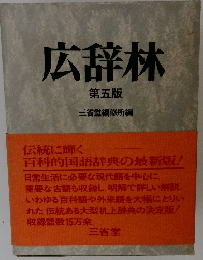 広辞林
第五版
三省堂編修所編
伝統に輝く
百科的国語辞典の最新版!
日常生活に必要な現代語を中心に、
重要な古語も収録し、明解で詳しい解説。
いわゆる百科語や外来語を大幅にとりい
れた伝統ある大型机上辞典の決定版!
収録語数15万余。
三省堂